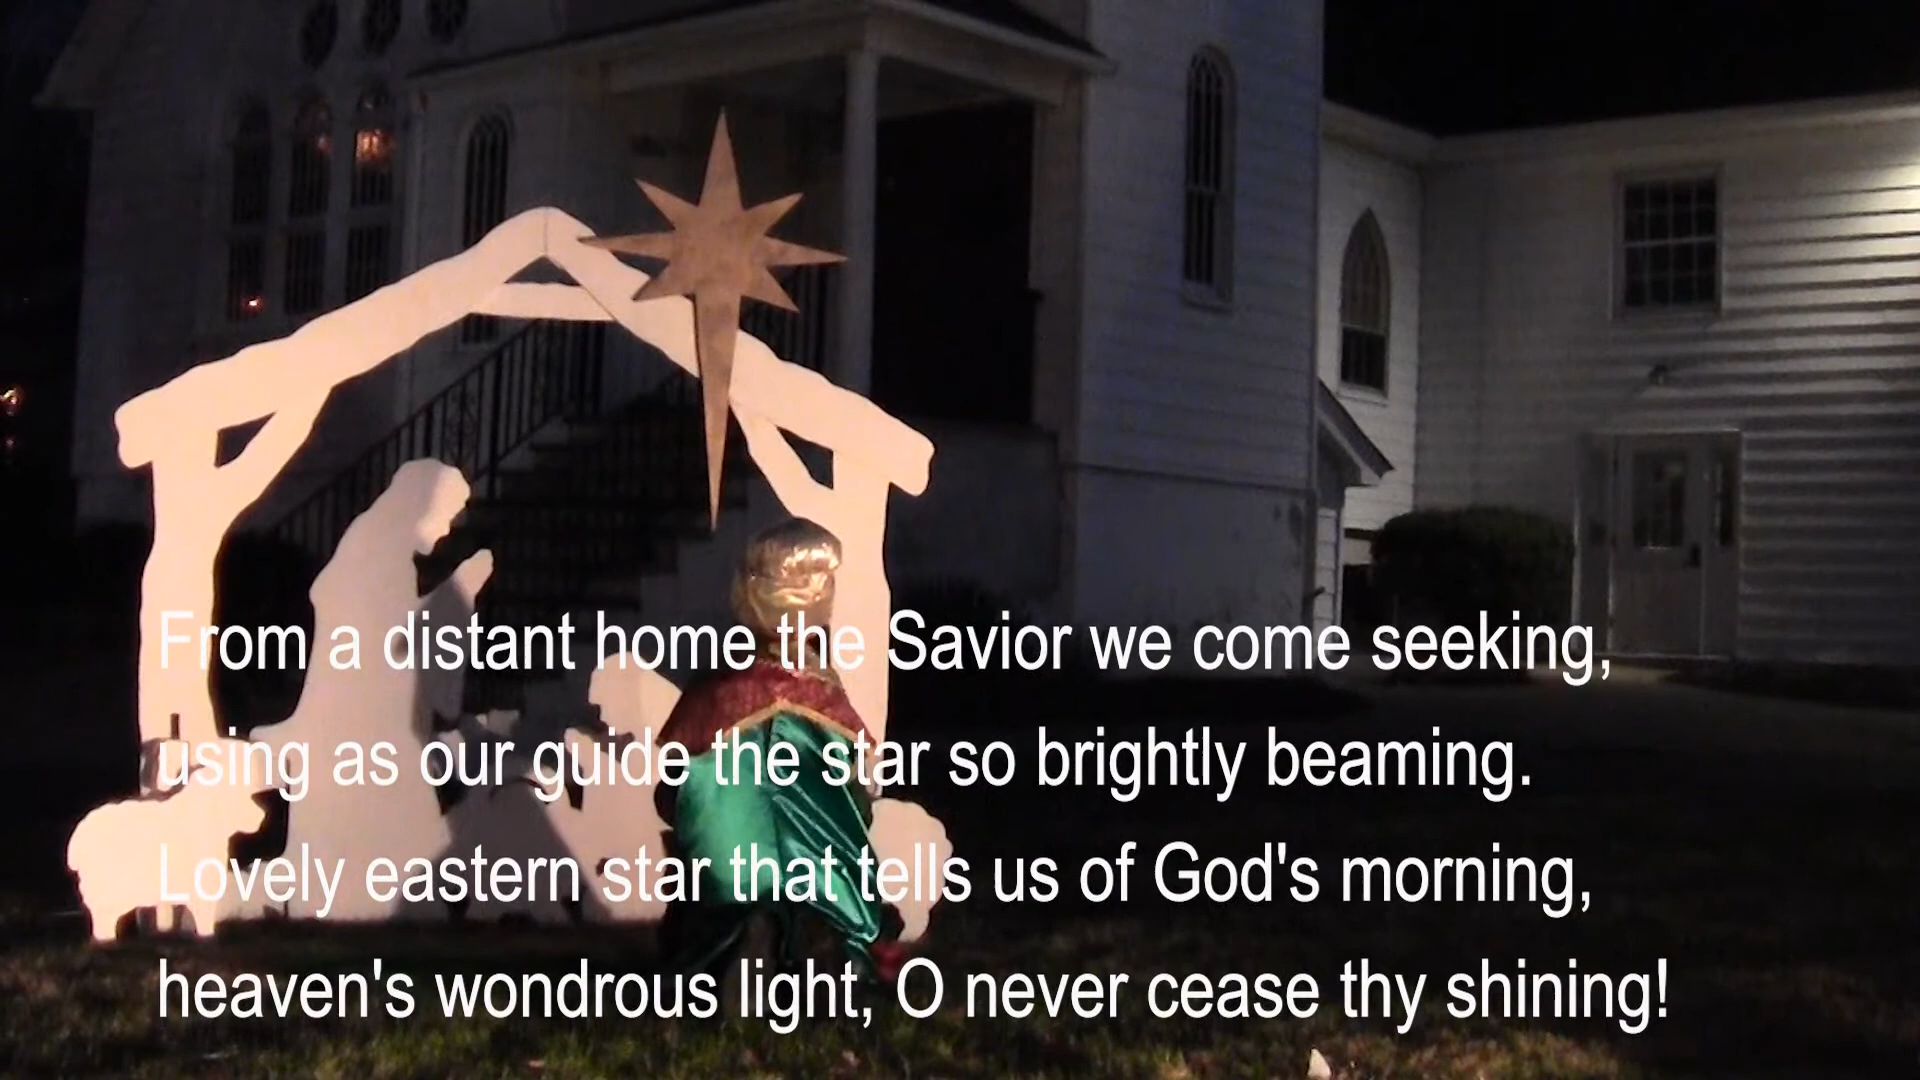 From a distant home the Savior we come seeking,
using as our guide the star so brightly beaming.
Lovely eastern star that tells us of God's morning,
heaven's wondrous light, O never cease thy shining!